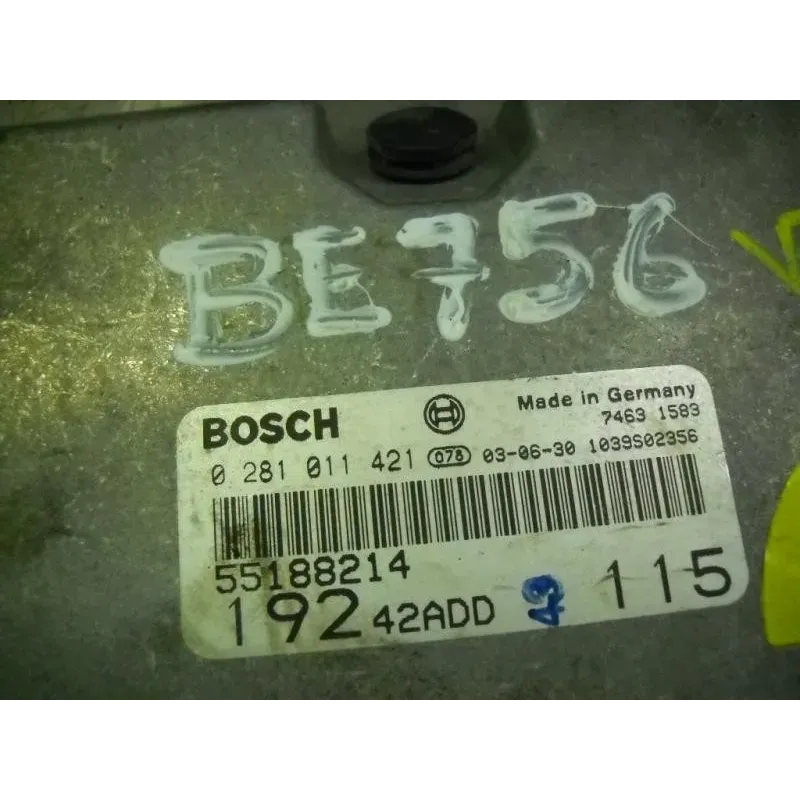 BE756
BOSCH
Made in Germany
7463 1583
0 281 011 421 078 03-06-30 1039S02356
55188214
192 42ADD 115